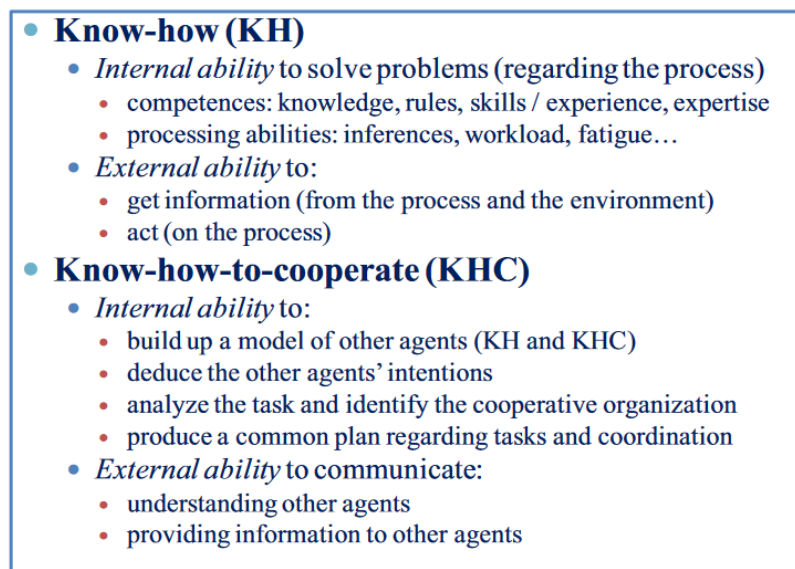 Know-how (KH)
Internal ability to solve problems (regarding the process)
competences: knowledge, rules, skills / experience, expertise
processing abilities: inferences, workload, fatigue…
External ability to:
get information (from the process and the environment)
act (on the process)
Know-how-to-cooperate (KHC)
Internal ability to:
build up a model of other agents (KH and KHC)
deduce the other agents’ intentions
analyze the task and identify the cooperative organization
produce a common plan regarding tasks and coordination
External ability to communicate:
understanding other agents
providing information to other agents